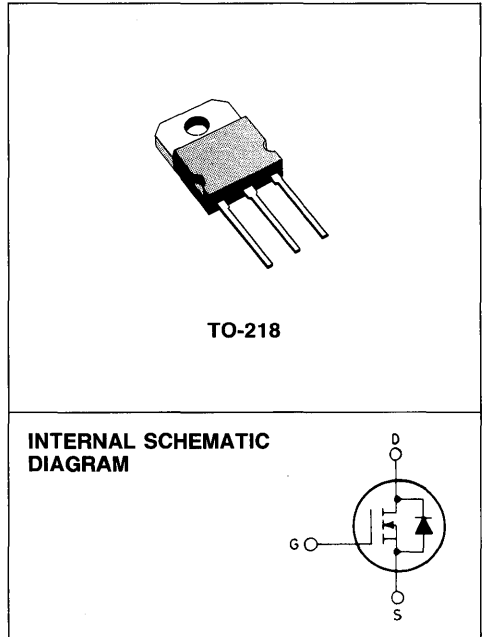 TO-218
INTERNAL SCHEMATIC
DIAGRAM
D
G
S